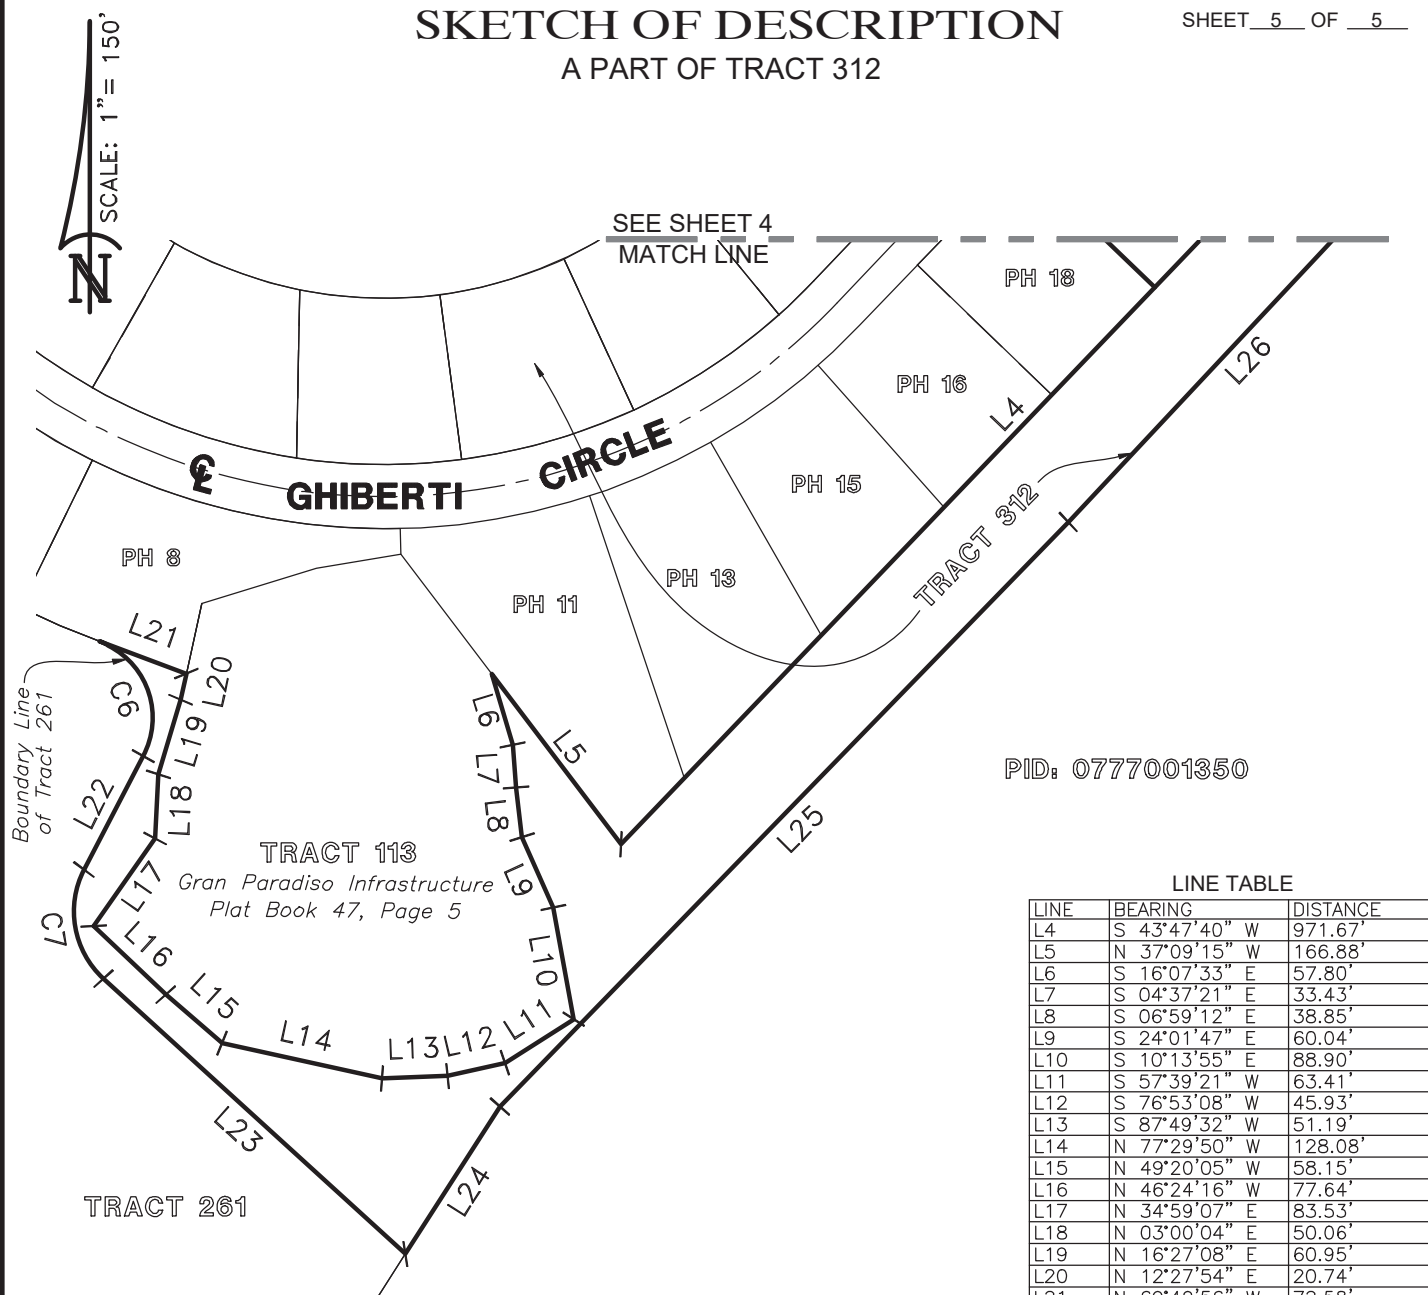 SKETCH OF DESCRIPTION
SHEET 5 OF 5
A PART OF TRACT 312
SCALE: 1"= 150'
N
SEE SHEET 4
MATCH LINE
PH 18
L26
PH 16
L4
CL GHIBERTI CIRCLE
PH 15
TRACT 312
PH 8
PH 13
PH 11
L21
L20
C6
Boundary Line
of Tract 261
L19
L6
L5
L7
L22
L18
L8
PID: 0777001350
L25
TRACT 113
Gran Paradiso Infrastructure
Plat Book 47, Page 5
L17
L9
C7
L16
L10
L15
L14
L13
L12
L11
L23
L24
TRACT 261
LINE TABLE
LINE BEARING DISTANCE
L4 S 43°47'40" W 971.67'
L5 N 37°09'15" W 166.88'
L6 S 16°07'33" E 57.80'
L7 S 04°37'21" E 33.43'
L8 S 06°59'12" E 38.85'
L9 S 24°01'47" E 60.04'
L10 S 10°13'55" E 88.90'
L11 S 57°39'21" W 63.41'
L12 S 76°53'08" W 45.93'
L13 S 87°49'32" W 51.19'
L14 N 77°29'50" W 128.08'
L15 N 49°20'05" W 58.15'
L16 N 46°24'16" W 77.64'
L17 N 34°59'07" E 83.53'
L18 N 03°00'04" E 50.06'
L19 N 16°27'08" E 60.95'
L20 N 12°27'54" E 20.74'